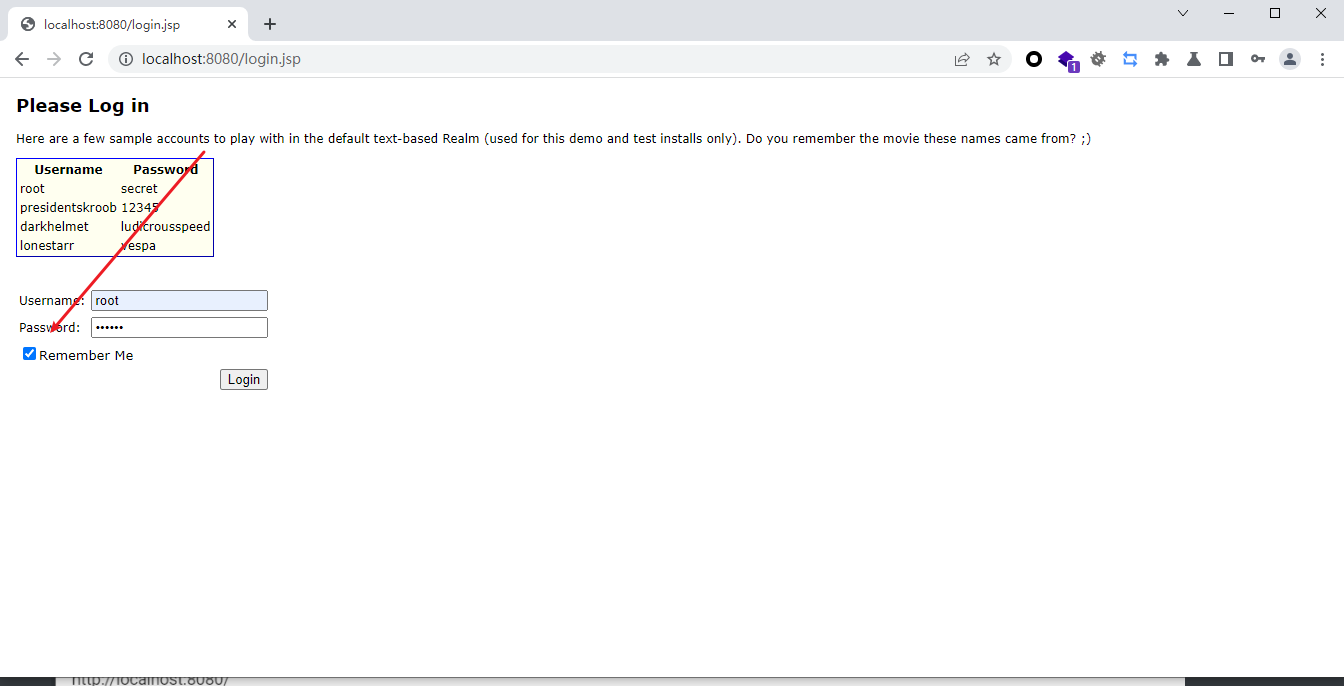 localhost:8080/login.jsp
localhost:8080/login.jsp
1
Please Log in
Here are a few sample accounts to play with in the default text-based Realm (used for this demo and test installs only). Do you remember the movie these names came from? ;)
Username Password
root secret
presidentskroob 12345
darkhelmet ludicrousspeed
lonestarr vespa
Username: root
Password: ••••••
Remember Me
Login
http://localhost:8080/